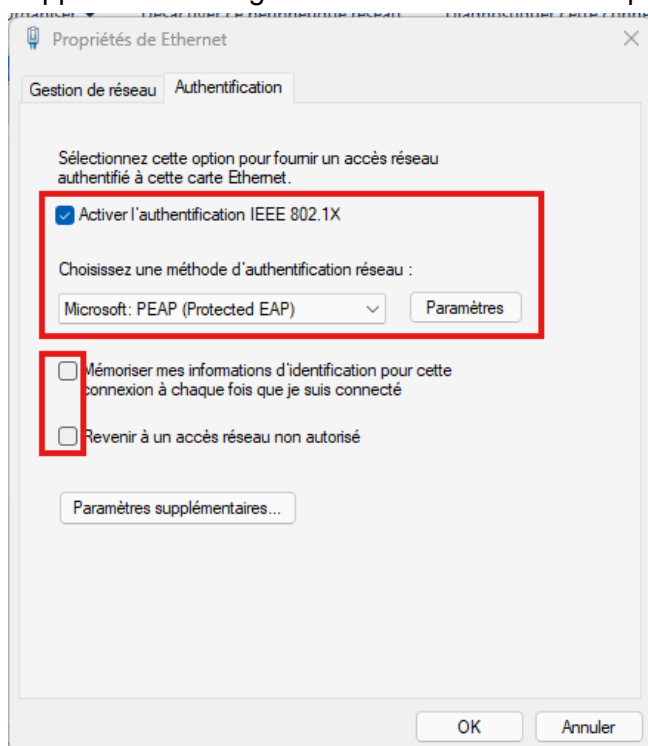 Propriétés de Ethernet
Gestion de réseau Authentification
Sélectionnez cette option pour fournir un accès réseau
authentifié à cette carte Ethernet.
Activer l'authentification IEEE 802.1X
Choisissez une méthode d'authentification réseau :
Microsoft: PEAP (Protected EAP) Paramètres
Mémoriser mes informations d'identification pour cette
connexion à chaque fois que je suis connecté
Revenir à un accès réseau non autorisé
Paramètres supplémentaires...
OK Annuler